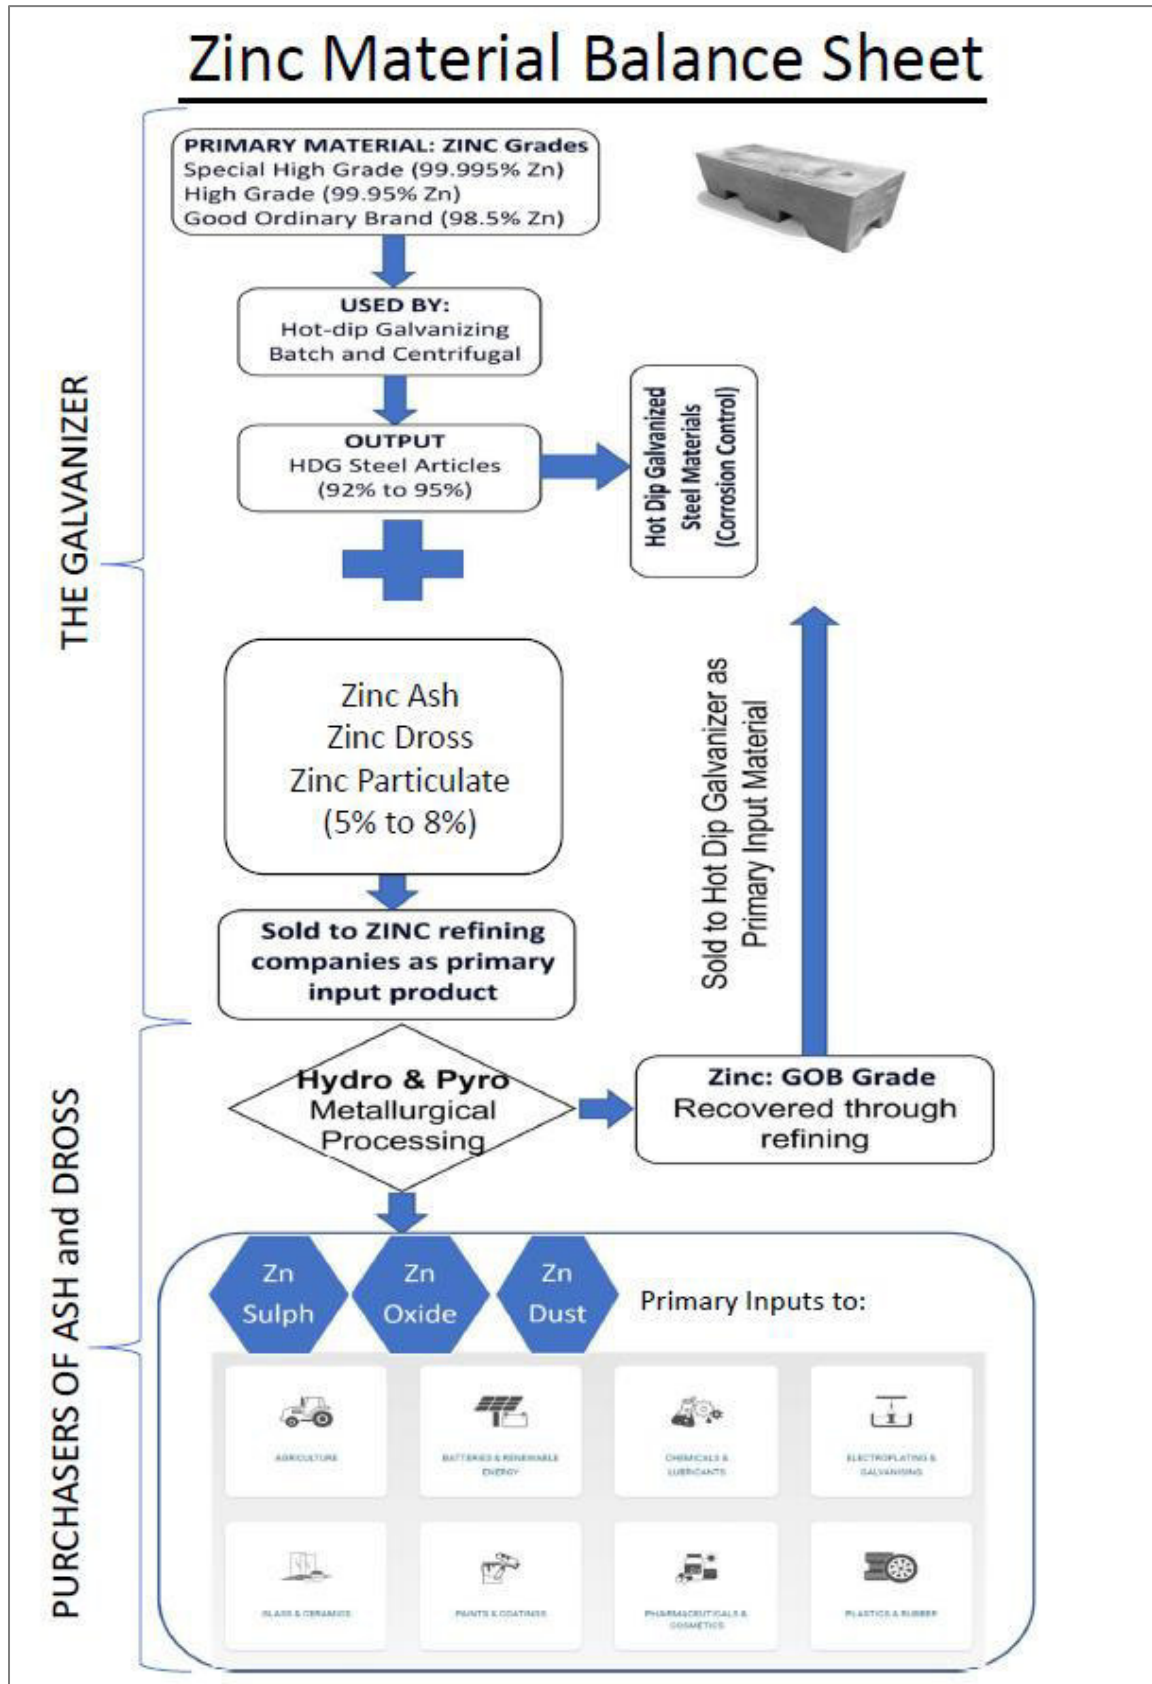 Zinc Material Balance Sheet
THE GALVANIZER
PRIMARY MATERIAL: ZINC Grades
Special High Grade (99.995% Zn)
High Grade (99.95% Zn)
Good Ordinary Brand (98.5% Zn)
USED BY:
Hot-dip Galvanizing
Batch and Centrifugal
OUTPUT
HDG Steel Articles
(92% to 95%)
Hot Dip Galvanized
Steel Materials
(Corrosion Control)
Zinc Ash
Zinc Dross
Zinc Particulate
(5% to 8%)
Sold to ZINC refining
companies as primary
input product
Sold to Hot Dip Galvanizer as
Primary Input Material
PURCHASERS OF ASH and DROSS
Hydro & Pyro
Metallurgical
Processing
Zinc: GOB Grade
Recovered through
refining
Zn
Sulph
Zn
Oxide
Zn
Dust
Primary Inputs to:
AGRICULTURE
BATTERIES & RENEWABLE
ENERGY
CHEMICALS &
LUBRICANTS
ELECTROPLATING &
GALVANISING
GLASS & CERAMICS
PAINTS & COATINGS
PHARMACEUTICALS &
COSMETICS
PLASTICS & RUBBER